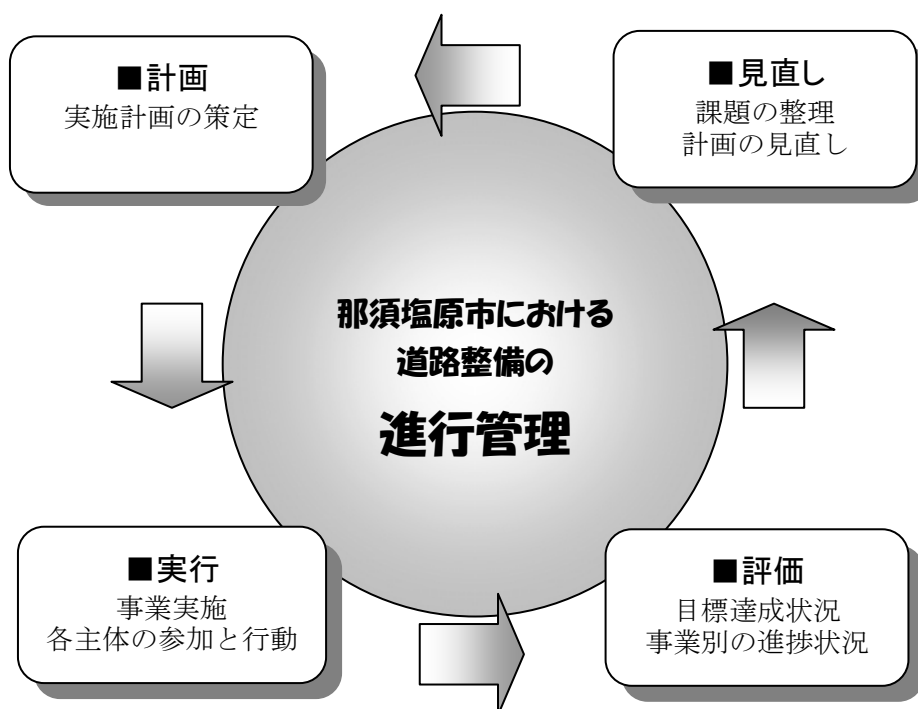 ■計画
実施計画の策定
■見直し
課題の整理
計画の見直し
那須塩原市における
道路整備の
進行管理
■実行
事業実施
各主体の参加と行動
■評価
目標達成状況
事業別の進捗状況